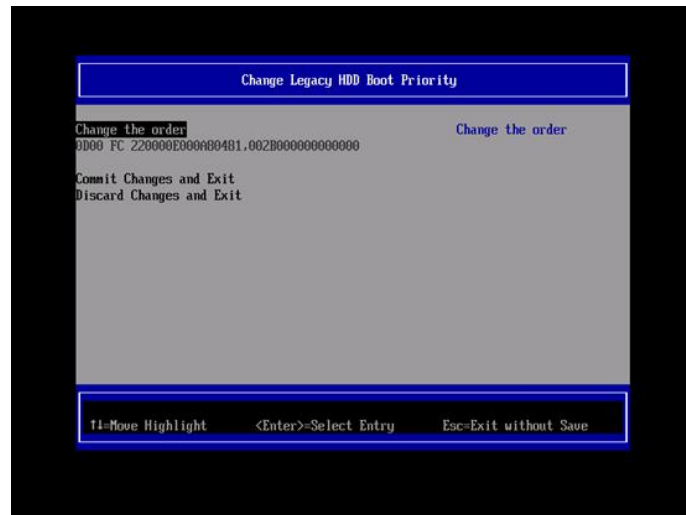 Change Legacy HDD Boot Priority
Change the order
Change the order
0D00 FC 220000E000A80481,002B000000000000
Commit Changes and Exit
Discard Changes and Exit
↑↓=Move Highlight <Enter>=Select Entry Esc=Exit without Save